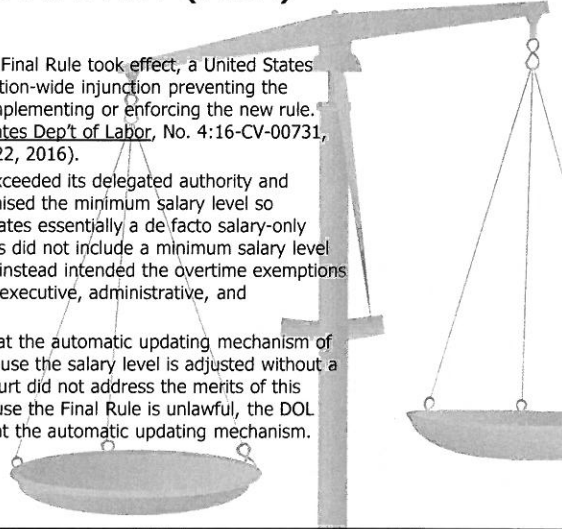 Final Rule took effect, a United States
tion-wide injunction preventing the
plementing or enforcing the new rule.
ates Dep't of Labor, No. 4:16-CV-00731,
22, 2016).
xceeded its delegated authority and
ised the minimum salary level so
ates essentially a de facto salary-only
s did not include a minimum salary level
instead intended the overtime exemptions
executive, administrative, and
at the automatic updating mechanism of
use the salary level is adjusted without a
urt did not address the merits of this
use the Final Rule is unlawful, the DOL
at the automatic updating mechanism.